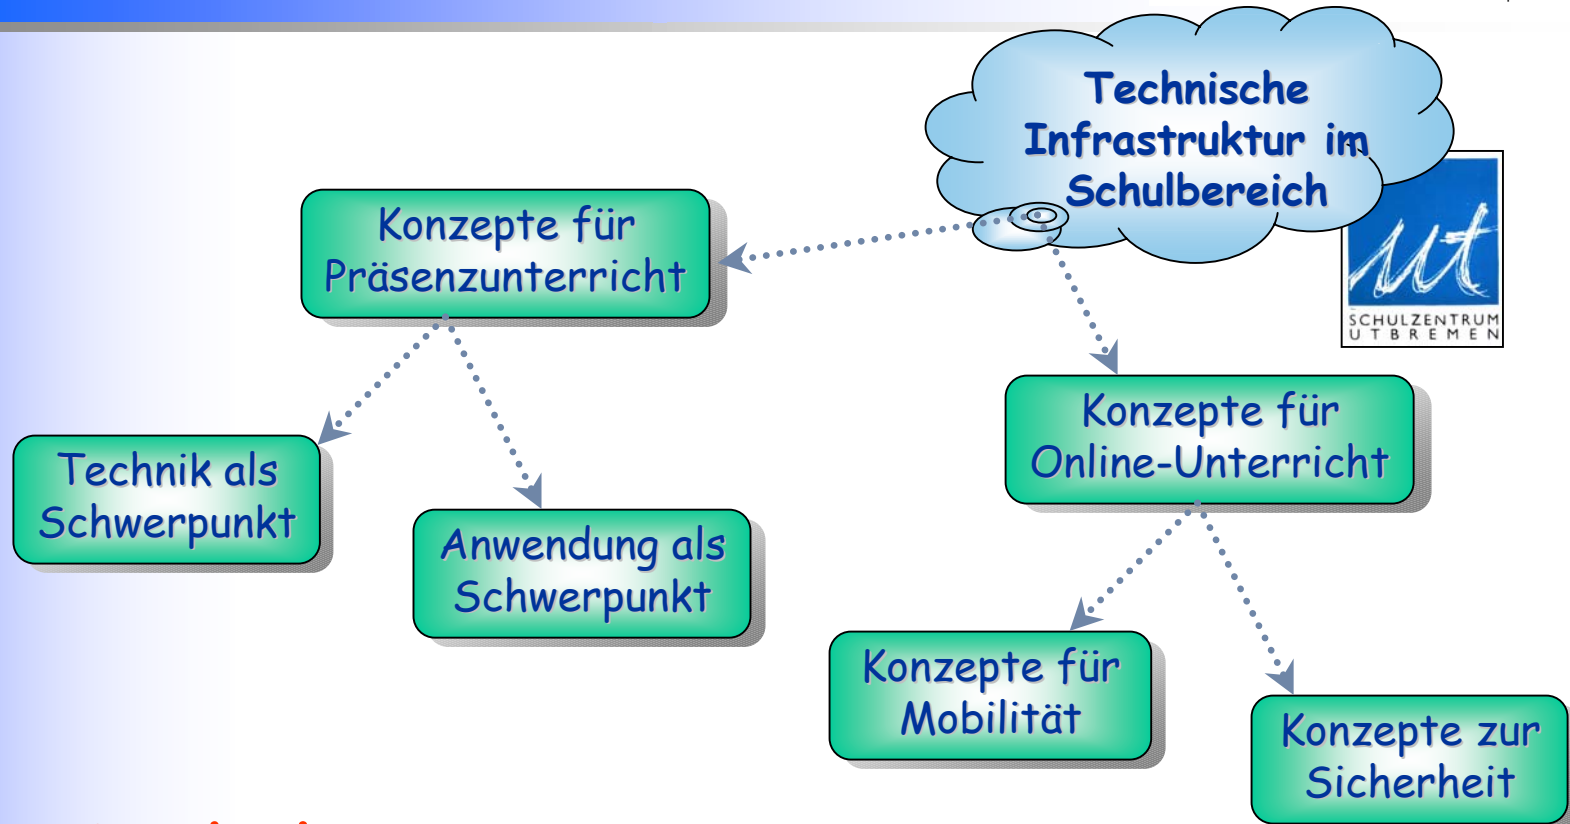 Technische
Infrastruktur im
Schulbereich
SCHULZENTRUM
UTBREMEN
Konzepte für
Präsenzunterricht
Konzepte für
Online-Unterricht
Technik als
Schwerpunkt
Anwendung als
Schwerpunkt
Konzepte für
Mobilität
Konzepte zur
Sicherheit